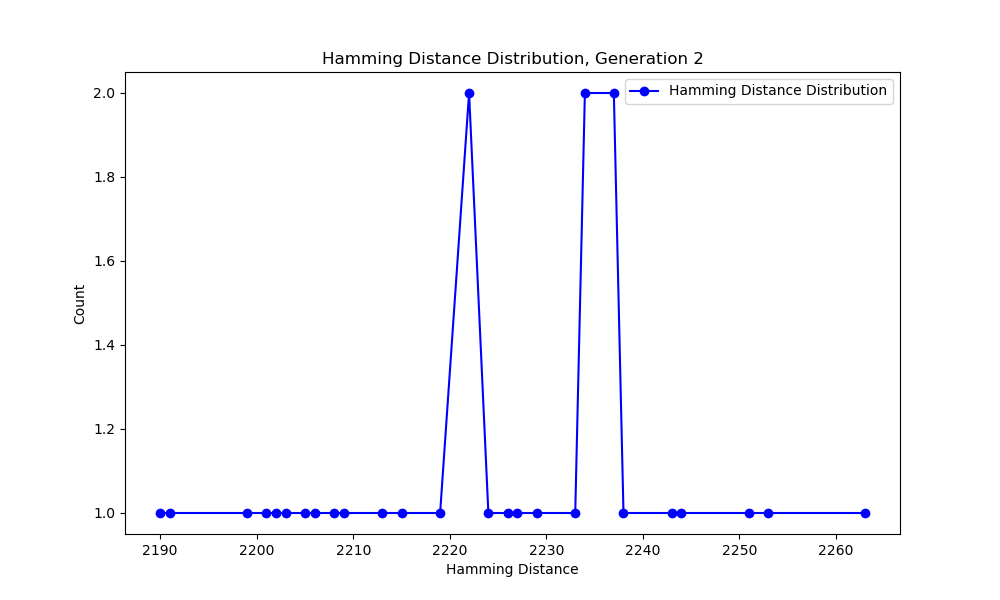 Hamming Distance Distribution, Generation 2
Hamming Distance Distribution
2.0
1.8
1.6
1.4
1.2
1.0
Count
2190 2200 2210 2220 2230 2240 2250 2260
Hamming Distance